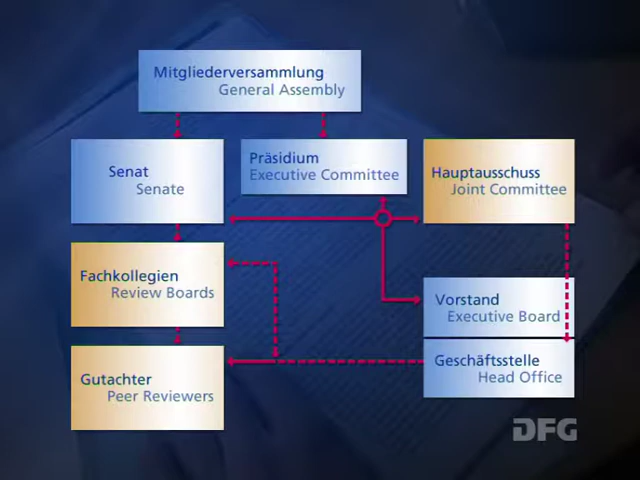 Mitgliederversammlung
General Assembly
Senat
Senate
Präsidium
Executive Committee
Hauptausschuss
Joint Committee
Fachkollegien
Review Boards
Vorstand
Executive Board
Gutachter
Peer Reviewers
Geschäftsstelle
Head Office
DFG